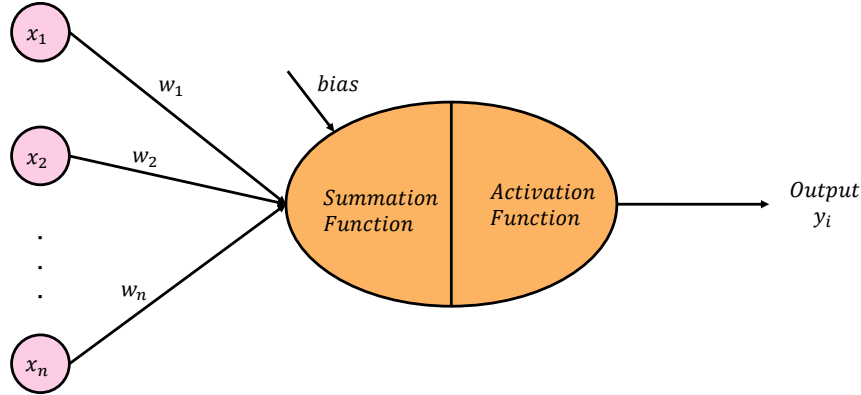 x₁
w₁
bias
x₂
w₂
Summation
Function
Activation
Function
Output
yᵢ
.
.
.
wₙ
xₙ